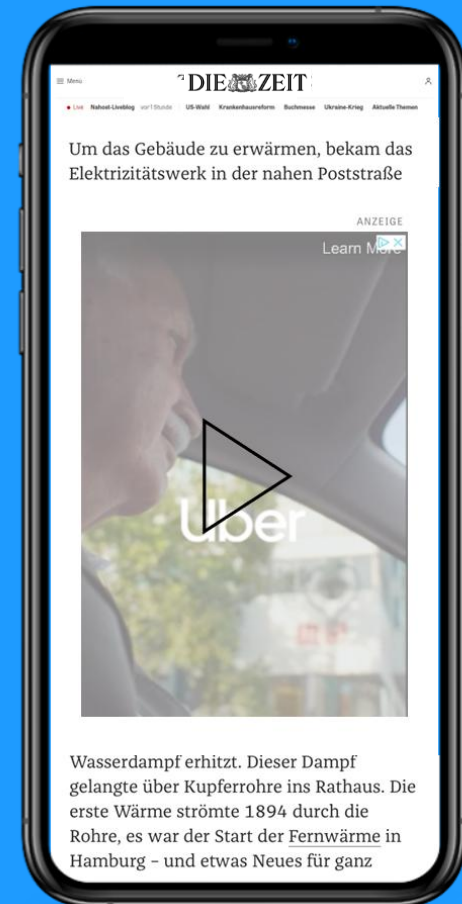 Menü
DIE ZEIT
Live Nahost-Liveblog vor 1 Stunde US-Wahl Krankenhausreform Buchmesse Ukraine-Krieg Aktuelle Themen
Um das Gebäude zu erwärmen, bekam das
Elektrizitätswerk in der nahen Poststraße
ANZEIGE
Learn More
Uber
Wasserdampf erhitzt. Dieser Dampf
gelangte über Kupferrohre ins Rathaus. Die
erste Wärme strömte 1894 durch die
Rohre, es war der Start der Fernwärme in
Hamburg – und etwas Neues für ganz